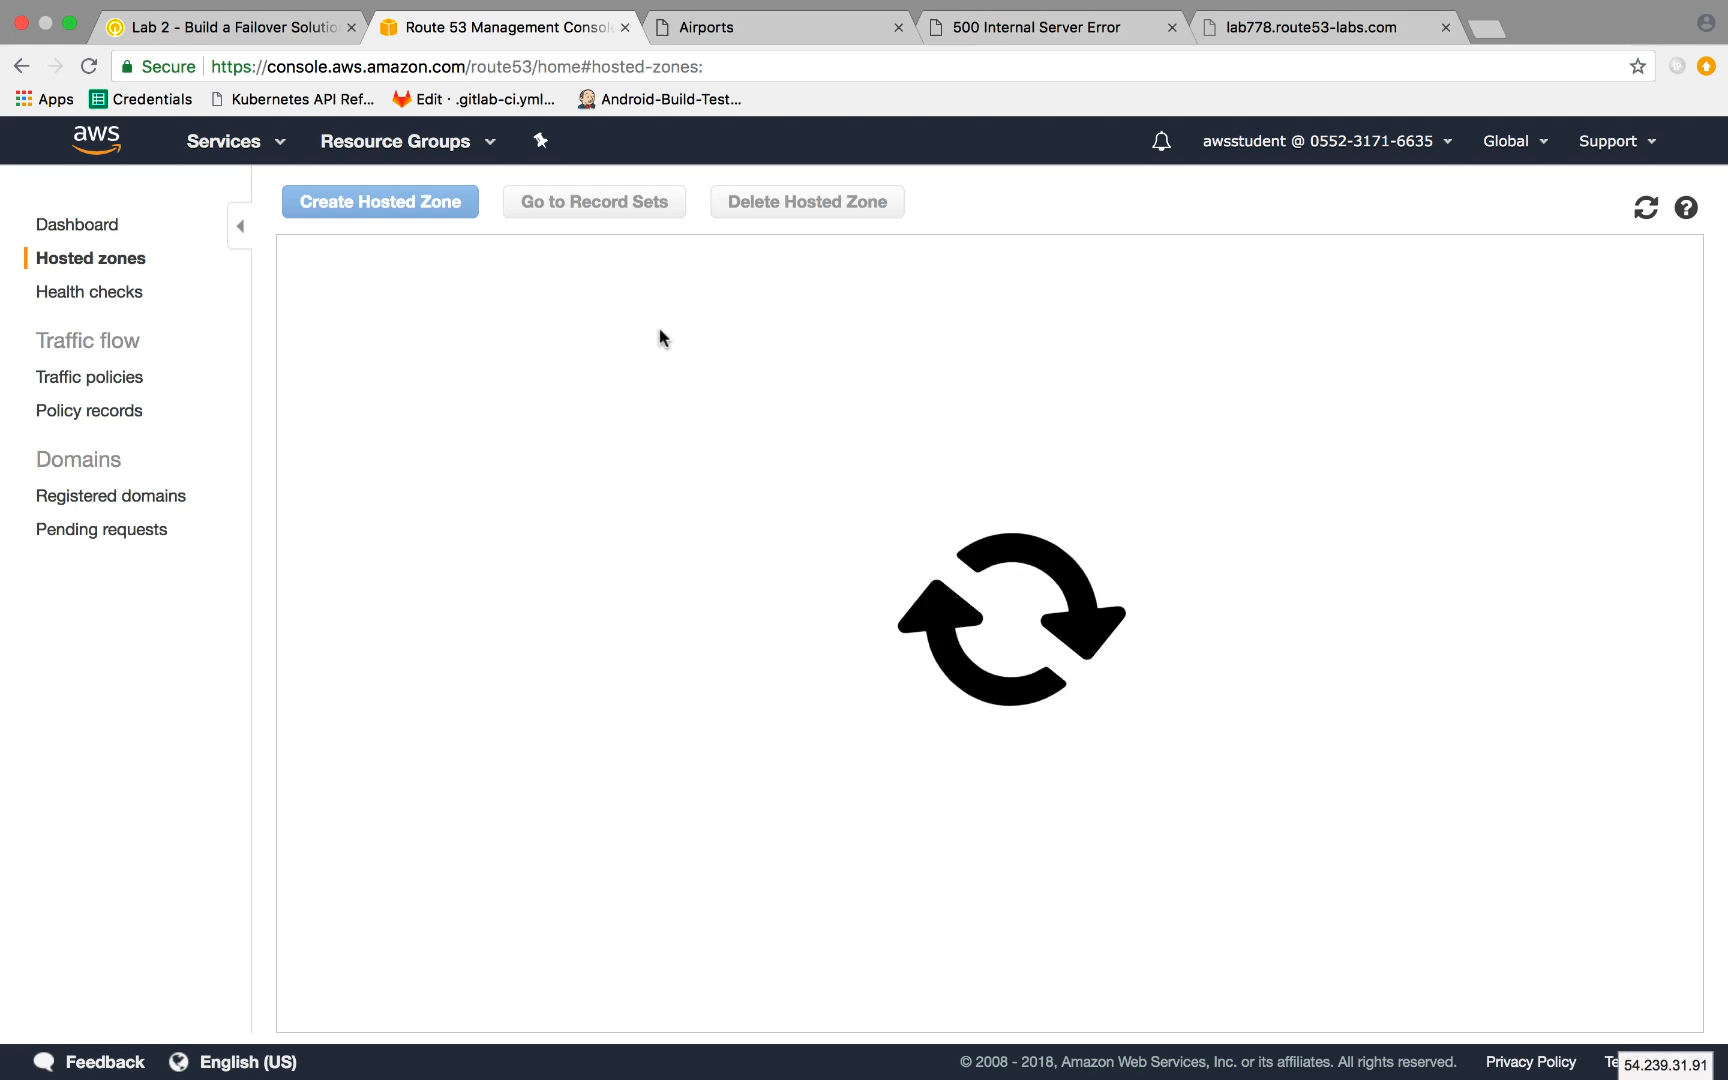 Lab 2 - Build a Failover Solutio
Route 53 Management Consol
Airports
500 Internal Server Error
lab778.route53-labs.com
Secure
https://console.aws.amazon.com/route53/home#hosted-zones:
Apps
Credentials
Kubernetes API Ref...
Edit · .gitlab-ci.yml...
Android-Build-Test...
aws
Services
Resource Groups
awsstudent @ 0552-3171-6635
Global
Support
Create Hosted Zone
Go to Record Sets
Delete Hosted Zone
Dashboard
Hosted zones
Health checks
Traffic flow
Traffic policies
Policy records
Domains
Registered domains
Pending requests
Feedback
English (US)
© 2008 - 2018, Amazon Web Services, Inc. or its affiliates. All rights reserved.
Privacy Policy
Te
54.239.31.91